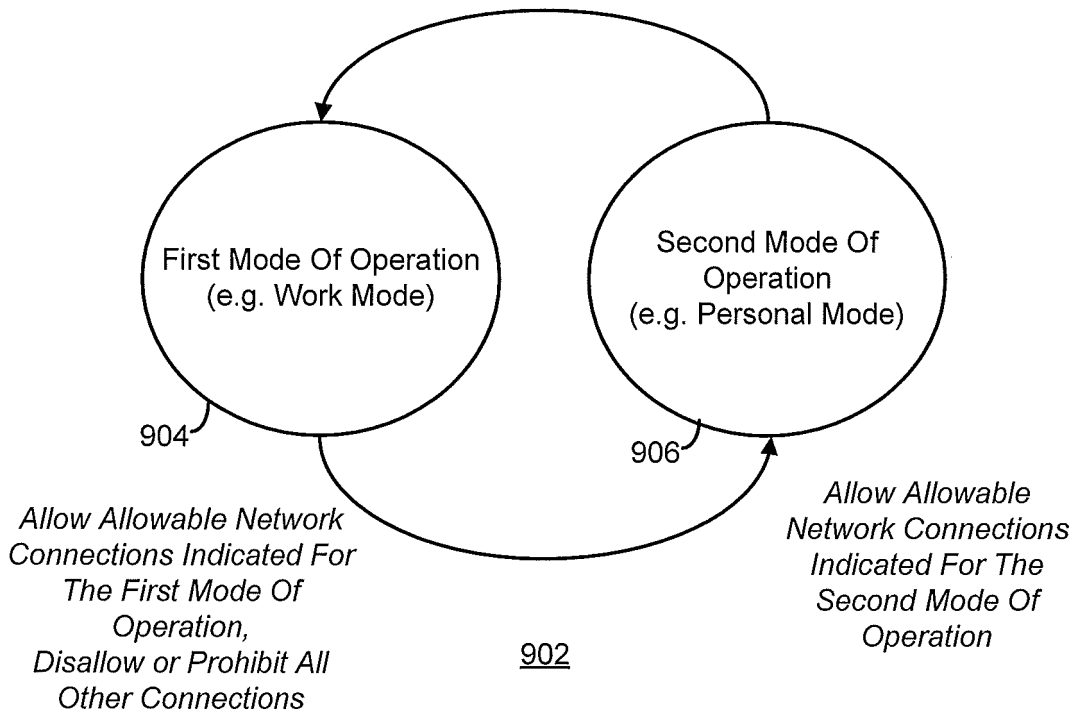 First Mode Of Operation
(e.g. Work Mode)
Second Mode Of
Operation
(e.g. Personal Mode)
904
906
Allow Allowable Network
Connections Indicated For
The First Mode Of
Operation,
Disallow or Prohibit All
Other Connections
Allow Allowable
Network Connections
Indicated For The
Second Mode Of
Operation
902